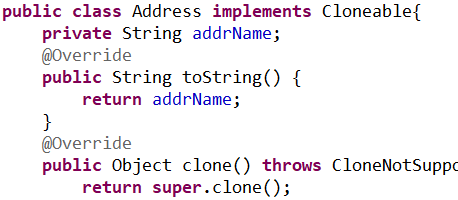 public class Address implements Cloneable{
    private String addrName;
    @Override
    public String toString() {
        return addrName;
    }
    @Override
    public Object clone() throws CloneNotSuppo
        return super.clone();